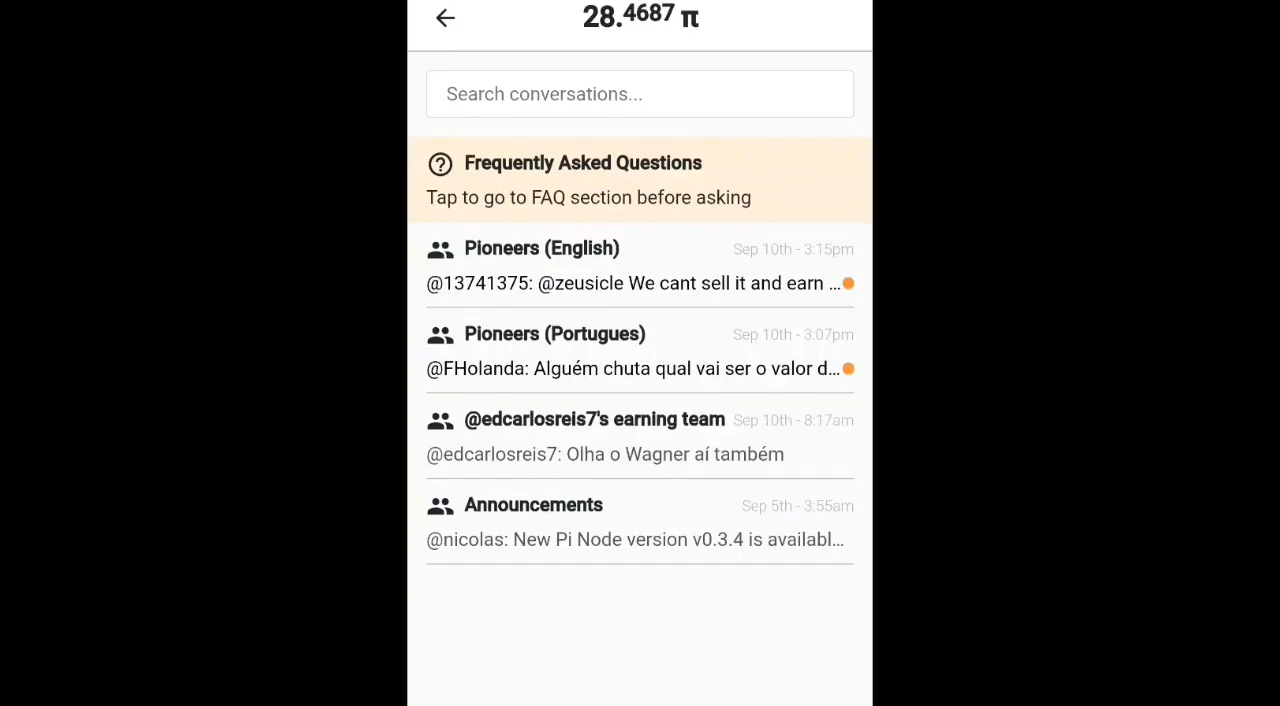 28.4687 π
Search conversations...
Frequently Asked Questions
Tap to go to FAQ section before asking
Pioneers (English) Sep 10th - 3:15pm
@13741375: @zeusicle We cant sell it and earn ...
Pioneers (Portugues) Sep 10th - 3:07pm
@FHolanda: Alguém chuta qual vai ser o valor d...
@edcarlosreis7's earning team Sep 10th - 8:17am
@edcarlosreis7: Olha o Wagner aí também
Announcements Sep 5th - 3:55am
@nicolas: New Pi Node version v0.3.4 is availabl...